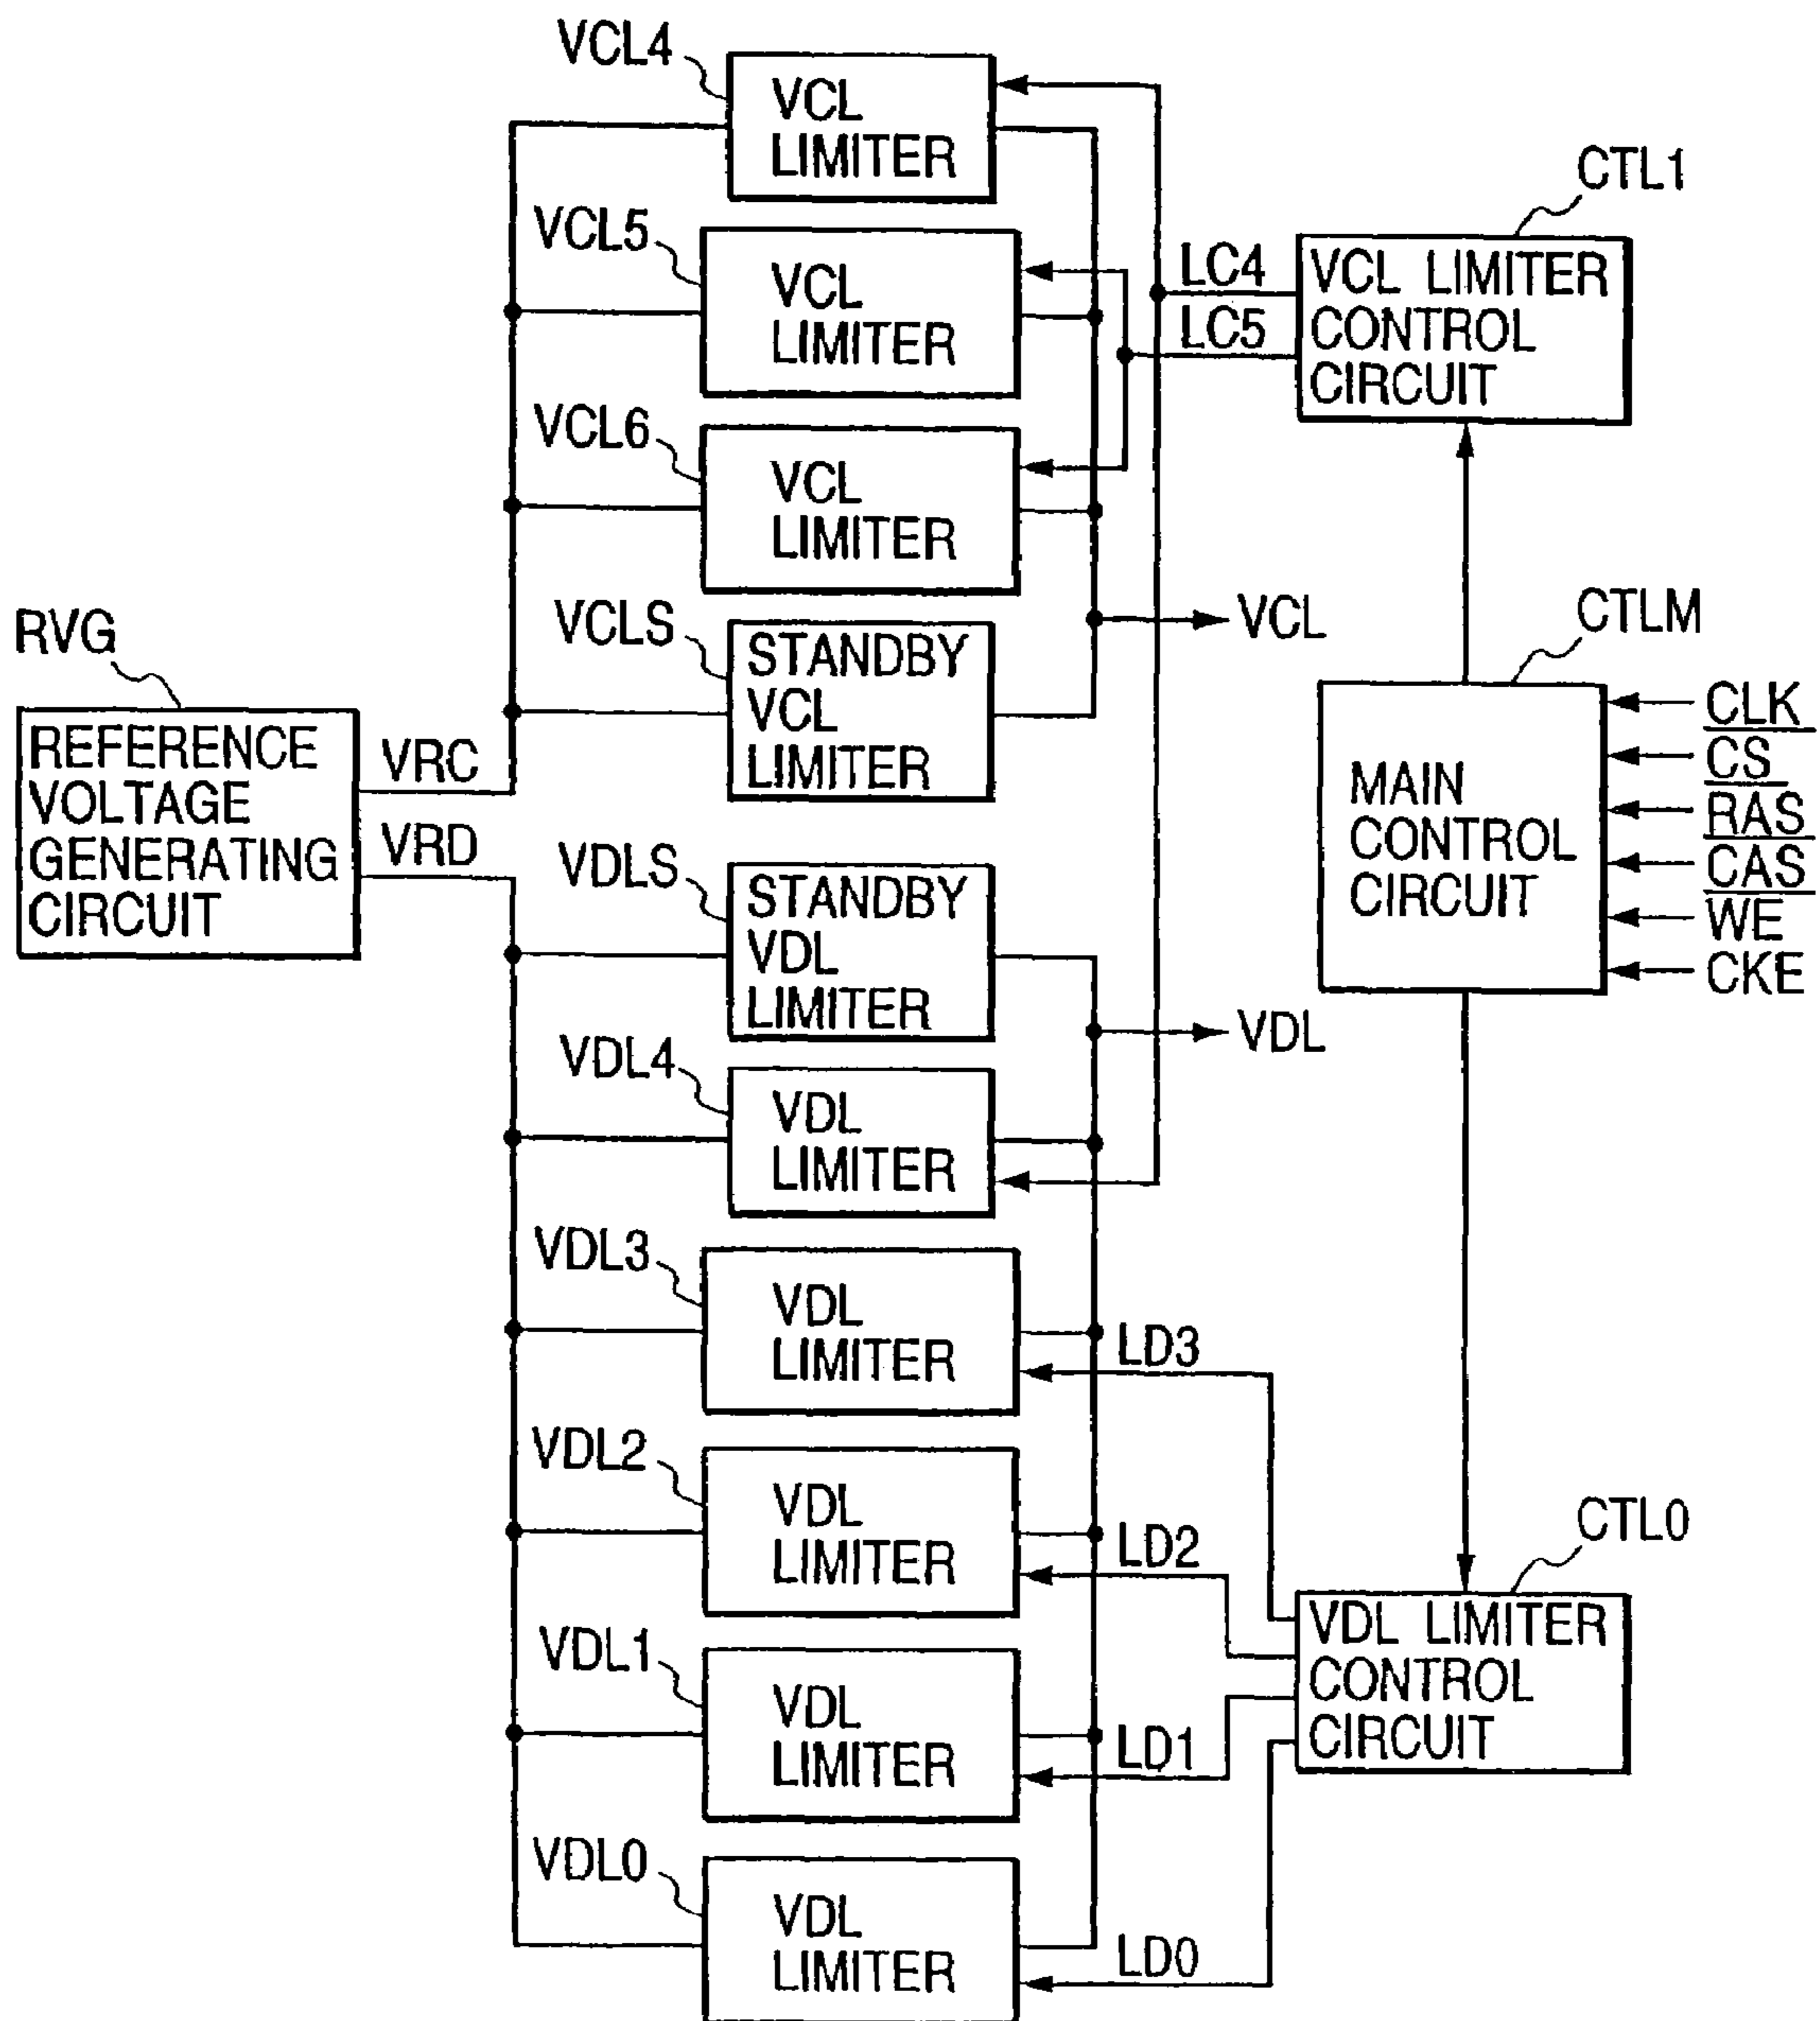 VCL4
VCL
LIMITER
VCL5
VCL
LIMITER
VCL6
VCL
LIMITER
VCLS
STANDBY
VCL
LIMITER
RVG
REFERENCE
VOLTAGE
GENERATING
CIRCUIT
VRC
VRD
VDLS
STANDBY
VDL
LIMITER
VDL4
VDL
LIMITER
VDL3
VDL
LIMITER
VDL2
VDL
LIMITER
VDL1
VDL
LIMITER
VDL0
VDL
LIMITER
VCL
VDL
LC4
LC5
CTL1
VCL LIMITER
CONTROL
CIRCUIT
CTLM
MAIN
CONTROL
CIRCUIT
CLK
CS
RAS
CAS
WE
CKE
LD3
LD2
LD1
LD0
CTL0
VDL LIMITER
CONTROL
CIRCUIT